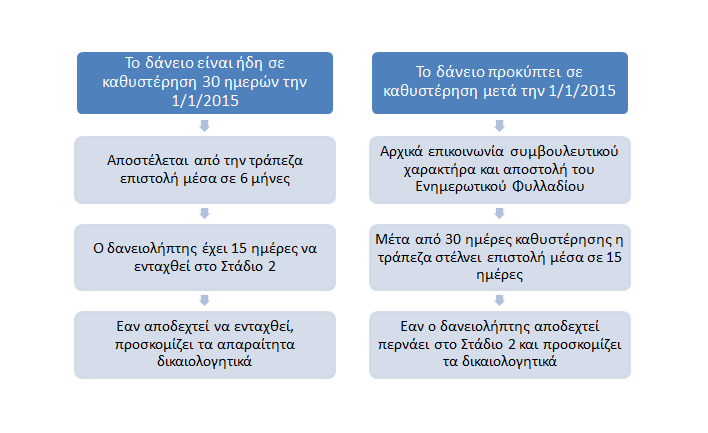 Το δάνειο είναι ήδη σε
καθυστέρηση 30 ημερών την
1/1/2015
Αποστέλεται από την τράπεζα
επιστολή μέσα σε 6 μήνες
Ο δανειολήπτης έχει 15 ημέρες να
ενταχθεί στο Στάδιο 2
Εαν αποδεχτεί να ενταχθεί,
προσκομίζει τα απαραίτητα
δικαιολογητικά
Το δάνειο προκύπτει σε
καθυστέρηση μετά την 1/1/2015
Αρχικά επικοινωνία συμβουλευτικού
χαρακτήρα και αποστολή του
Ενημερωτικού Φυλλαδίου
Μέτα από 30 ημέρες καθυστέρησης η
τράπεζα στέλνει επιστολή μέσα σε 15
ημέρες
Εαν ο δανειολήπτης αποδεχτεί
περνάει στο Στάδιο 2 και προσκομίζει
τα δικαιολογητικά